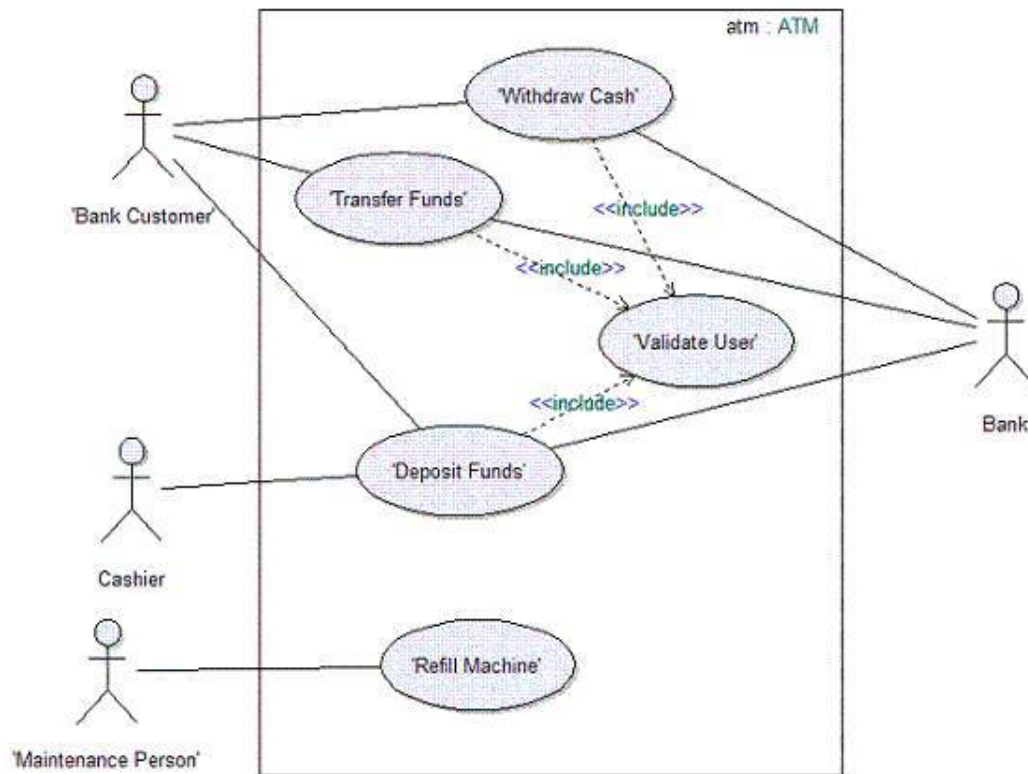 atm : ATM
'Withdraw Cash'
'Transfer Funds'
'Bank Customer'
<<include>>
<<include>>
'Validate User'
<<include>>
Bank
'Deposit Funds'
Cashier
'Refill Machine'
'Maintenance Person'